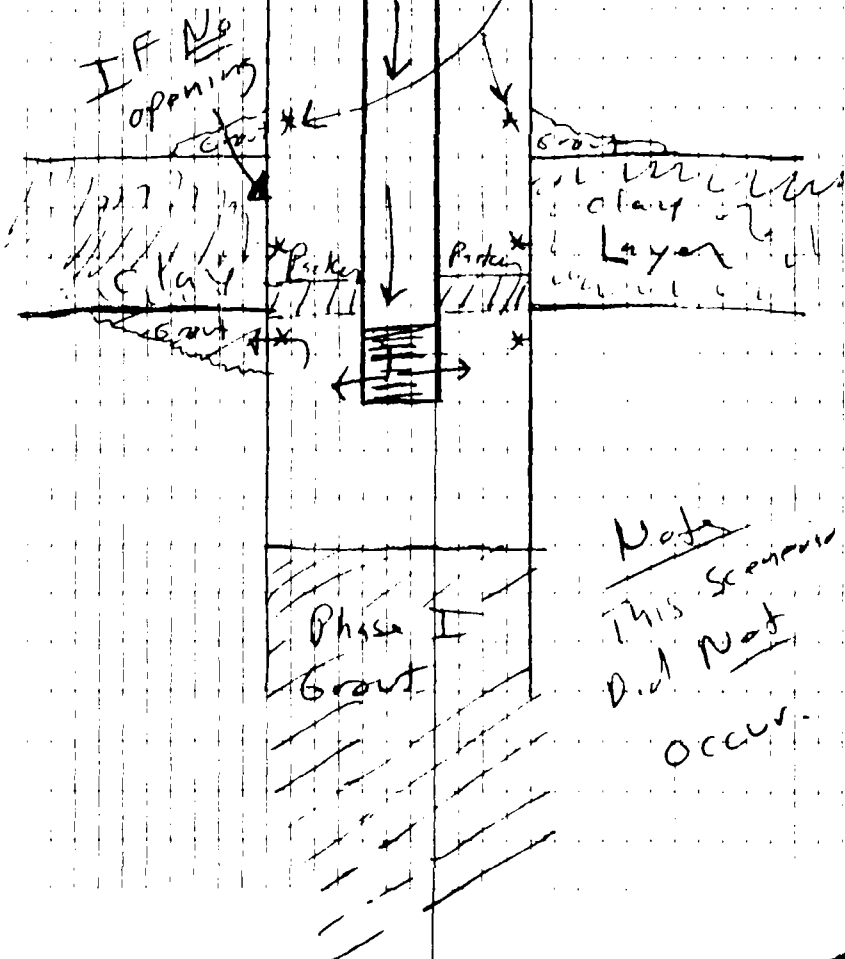 IF No
opening
Grout
Grout
Clay
Layer
Packer
Packer
Clay
Grout
Phase I
Grout
Note
This Scenario
Did Not
occur.